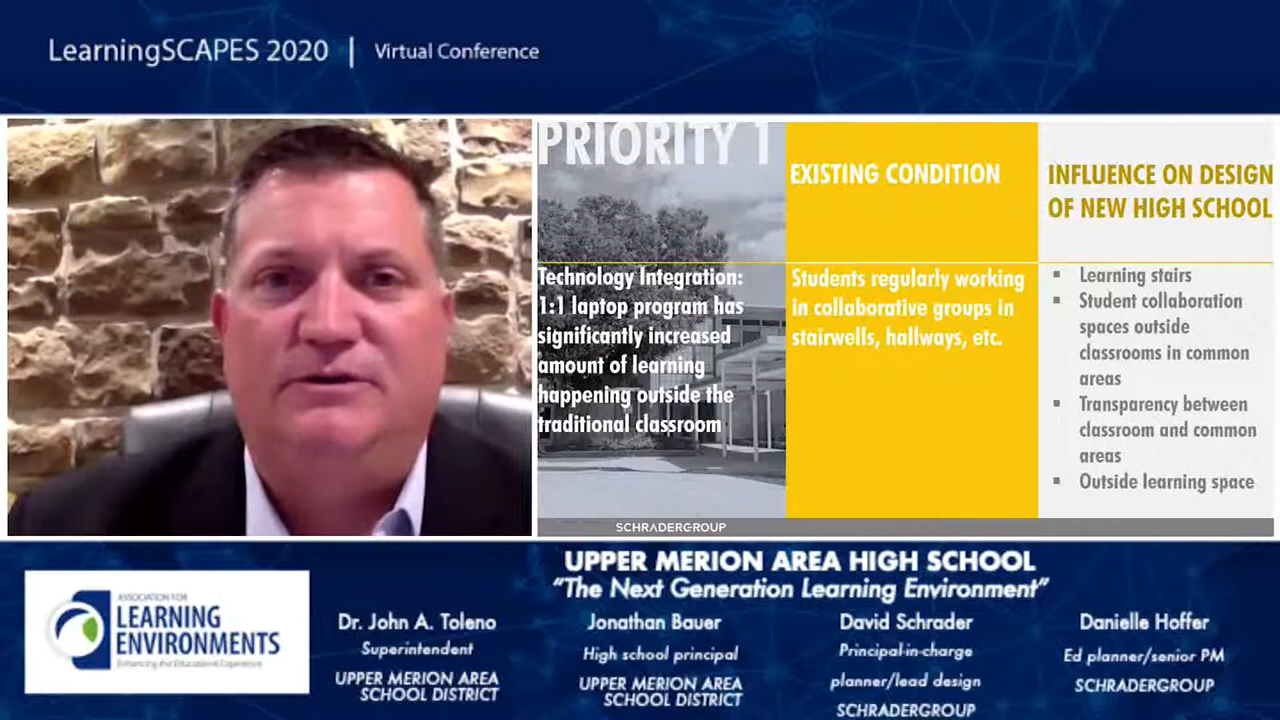 LearningSCAPES 2020 | Virtual Conference
PRIORITY 1
Technology Integration:
1:1 laptop program has
significantly increased
amount of learning
happening outside the
traditional classroom
EXISTING CONDITION
Students regularly working
in collaborative groups in
stairwells, hallways, etc.
INFLUENCE ON DESIGN
OF NEW HIGH SCHOOL
▪ Learning stairs
▪ Student collaboration
spaces outside
classrooms in common
areas
▪ Transparency between
classroom and common
areas
▪ Outside learning space
SCHRADERGROUP
ASSOCIATION FOR
LEARNING
ENVIRONMENTS
Enhancing the Educational Experience
UPPER MERION AREA HIGH SCHOOL
“The Next Generation Learning Environment”
Dr. John A. Toleno
Superintendent
UPPER MERION AREA
SCHOOL DISTRICT
Jonathan Bauer
High school principal
UPPER MERION AREA
SCHOOL DISTRICT
David Schrader
Principal-in-charge
planner/lead design
SCHRADERGROUP
Danielle Hoffer
Ed planner/senior PM
SCHRADERGROUP